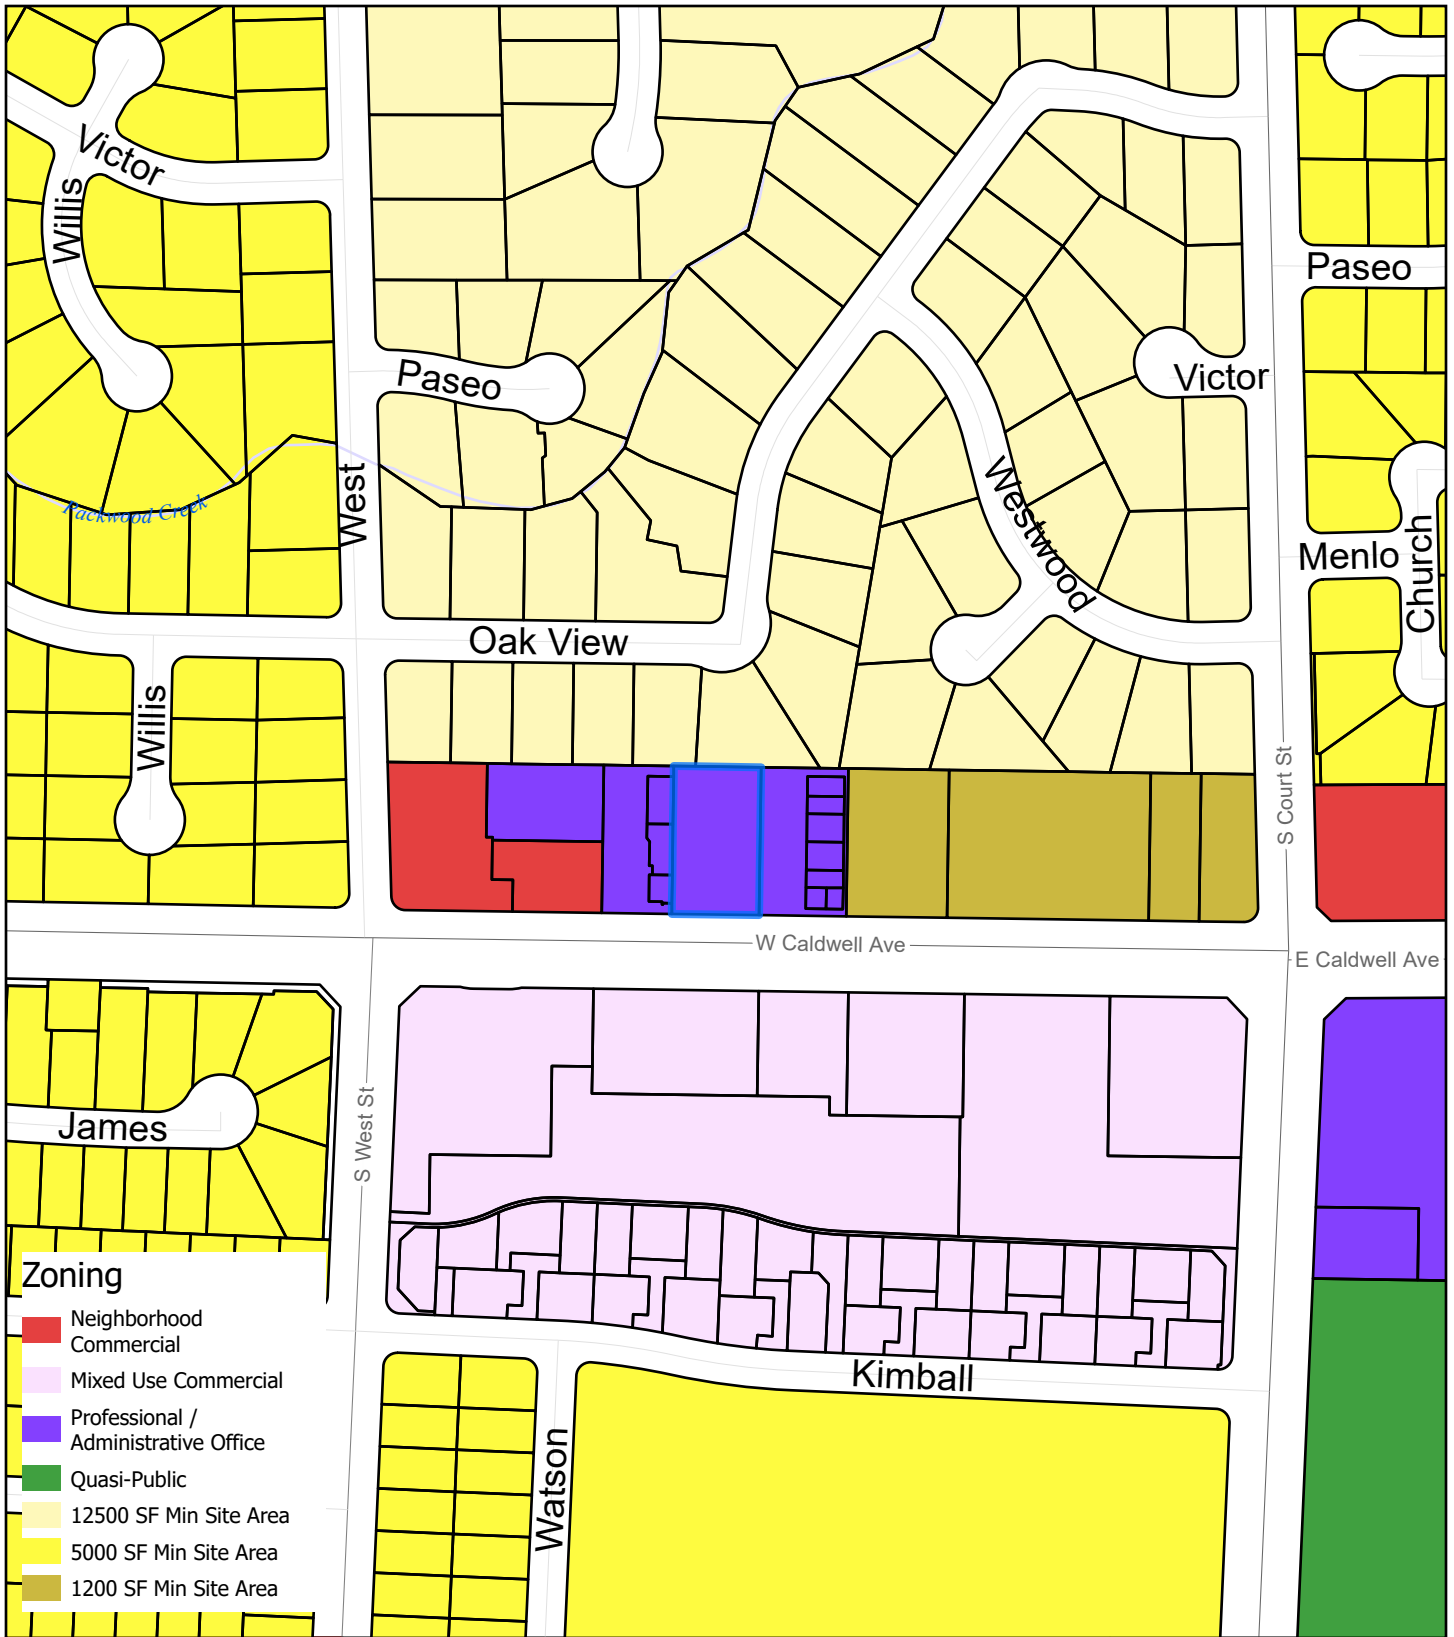 Victor
Willis
Paseo
Paseo
Victor
West
Westwood
Packwood Creek
Menlo
Church
Oak View
Willis
S Court St
W Caldwell Ave
E Caldwell Ave
James
S West St
Kimball
Watson
Zoning
Neighborhood
Commercial
Mixed Use Commercial
Professional /
Administrative Office
Quasi-Public
12500 SF Min Site Area
5000 SF Min Site Area
1200 SF Min Site Area